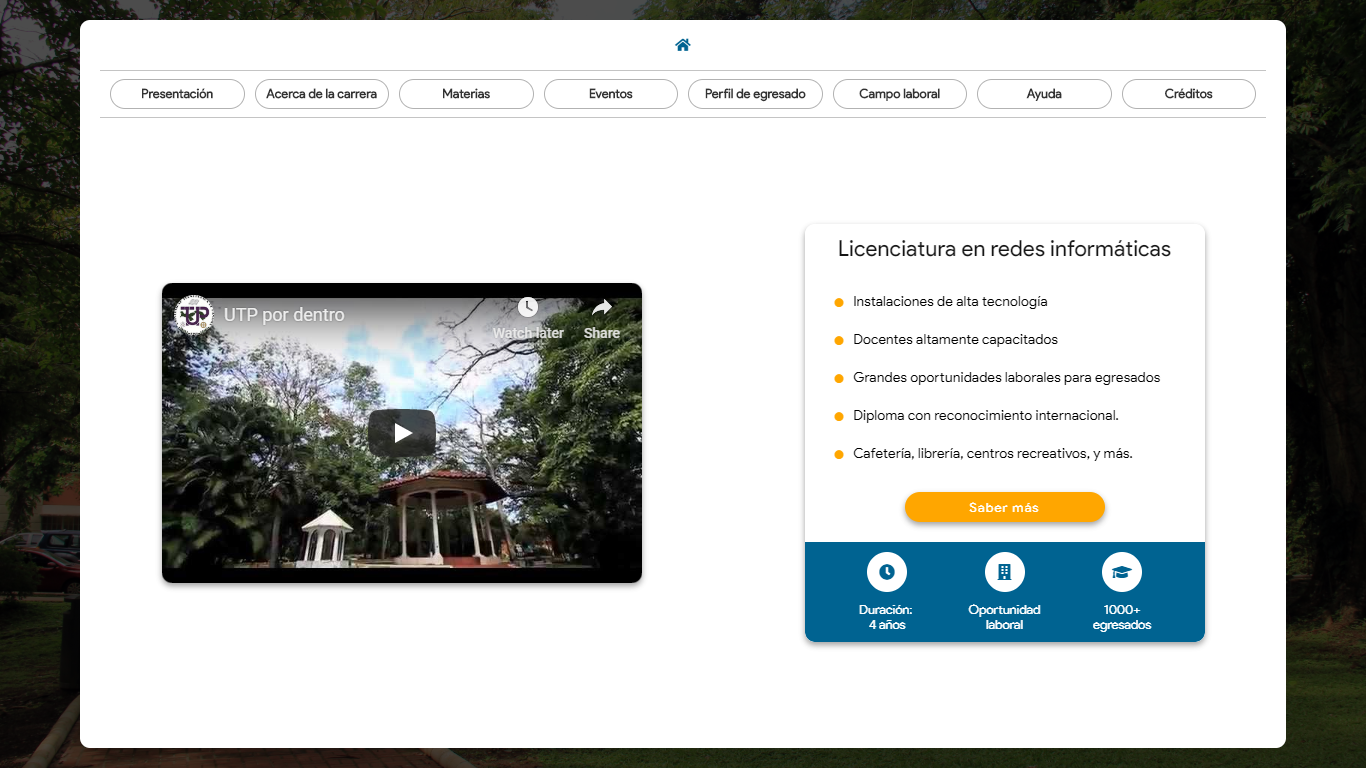 Presentación
Acerca de la carrera
Materias
Eventos
Perfil de egresado
Campo laboral
Ayuda
Créditos
UTP
UTP por dentro
Watch later
Share
Licenciatura en redes informáticas
Instalaciones de alta tecnología
Docentes altamente capacitados
Grandes oportunidades laborales para egresados
Diploma con reconocimiento internacional.
Cafetería, librería, centros recreativos, y más.
Saber más
Duración:
4 años
Oportunidad
laboral
1000+
egresados